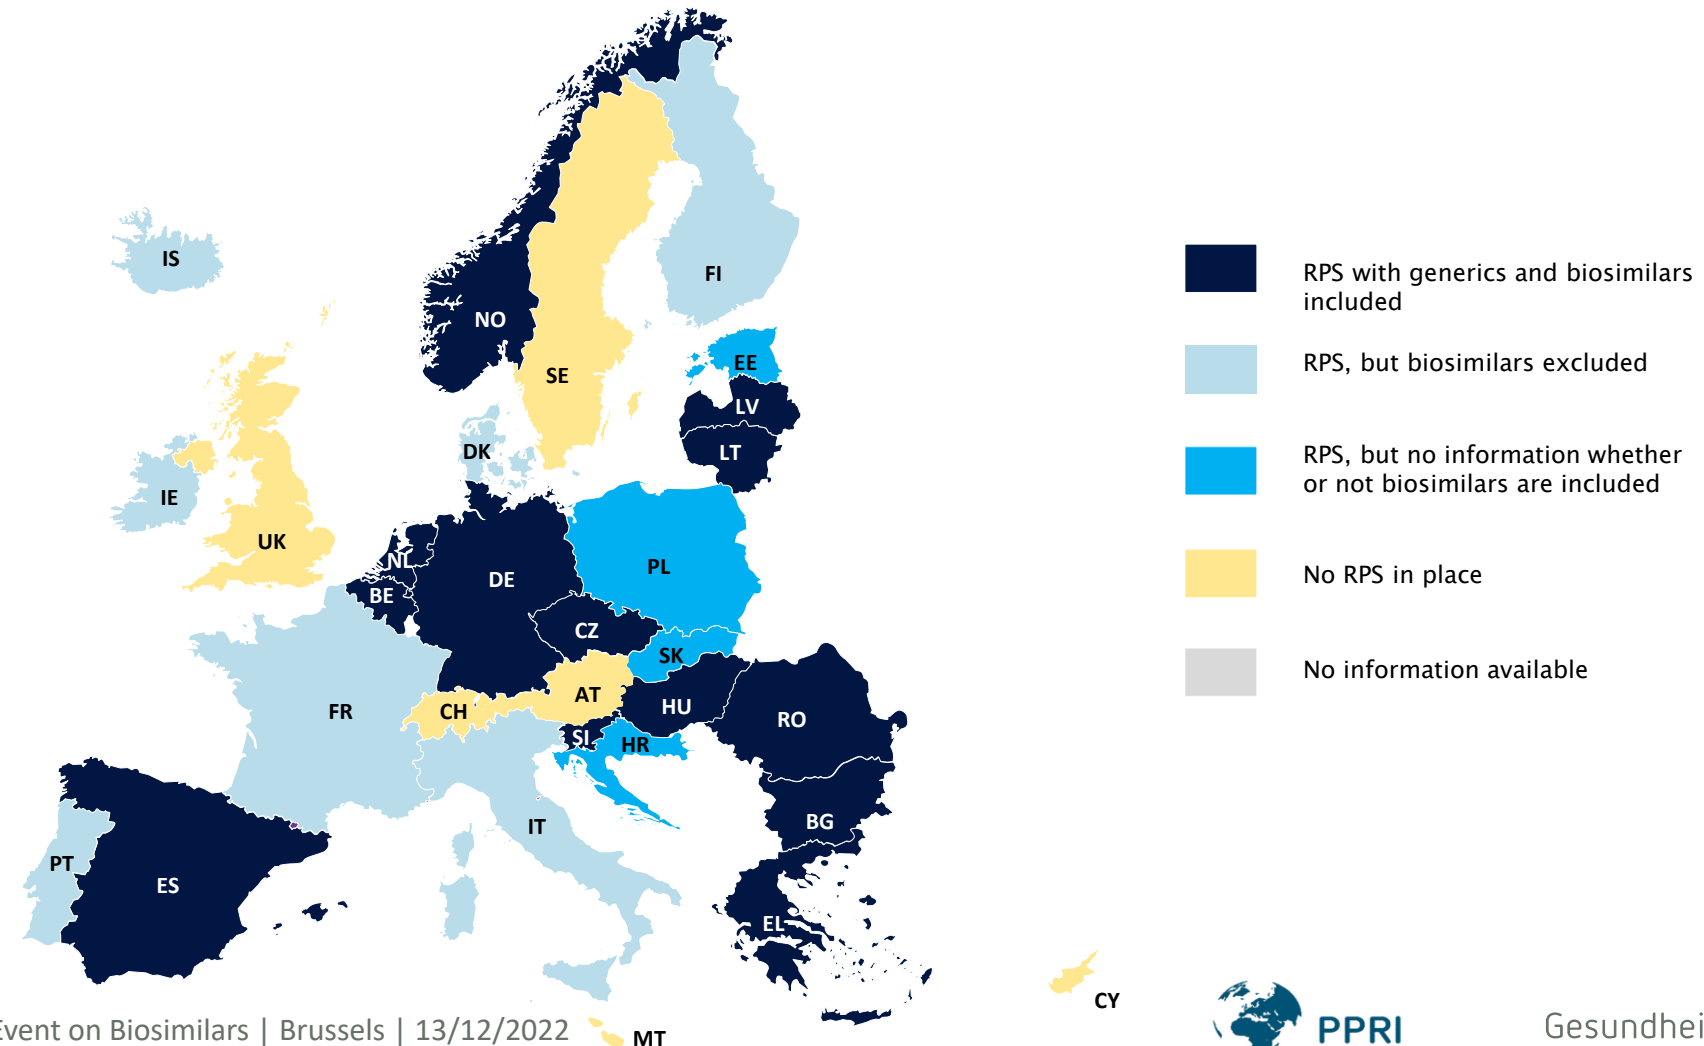 IS
FI
NO
EE
SE
LV
DK
LT
IE
UK
NL
DE
PL
BE
CZ
SK
AT
FR
CH
HU
RO
SI
HR
IT
BG
PT
ES
EL
CY
MT
RPS with generics and biosimilars
included
RPS, but biosimilars excluded
RPS, but no information whether
or not biosimilars are included
No RPS in place
No information available
Event on Biosimilars | Brussels | 13/12/2022
PPRI
Gesundhei